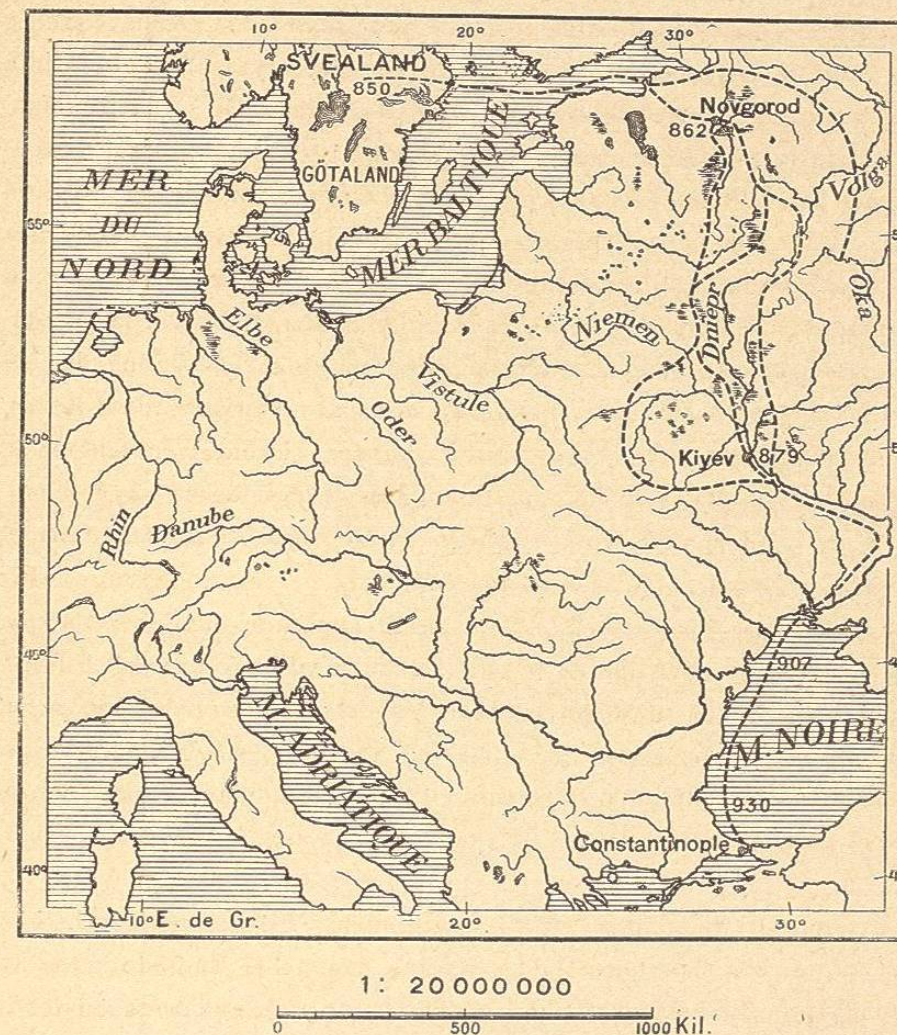 10° 20° 30°
SVEALAND
850
Novgorod
862
GÖTALAND
Volga
MER
DU
NORD
MER BALTIQUE
55°
Oka
Elbe
Niemen
Dniepr
Vistule
Oder
50°
Kiyev 879
Rhin
Danube
45°
907
M. ADRIATIQUE
M. NOIRE
930
Constantinople
40°
10° E. de Gr. 20° 30°
1: 20 000 000
0 500 1000 Kil.